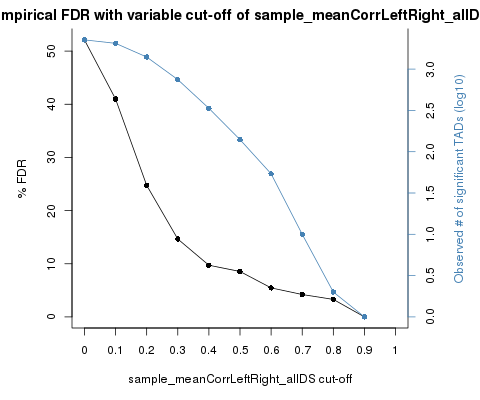 mpirical FDR with variable cut-off of sample_meanCorrLeftRight_allD
% FDR
50
40
30
20
10
0
3.0
2.5
2.0
1.5
1.0
0.5
0.0
Observed # of significant TADs (log10)
0 0.1 0.2 0.3 0.4 0.5 0.6 0.7 0.8 0.9 1
sample_meanCorrLeftRight_allDS cut-off